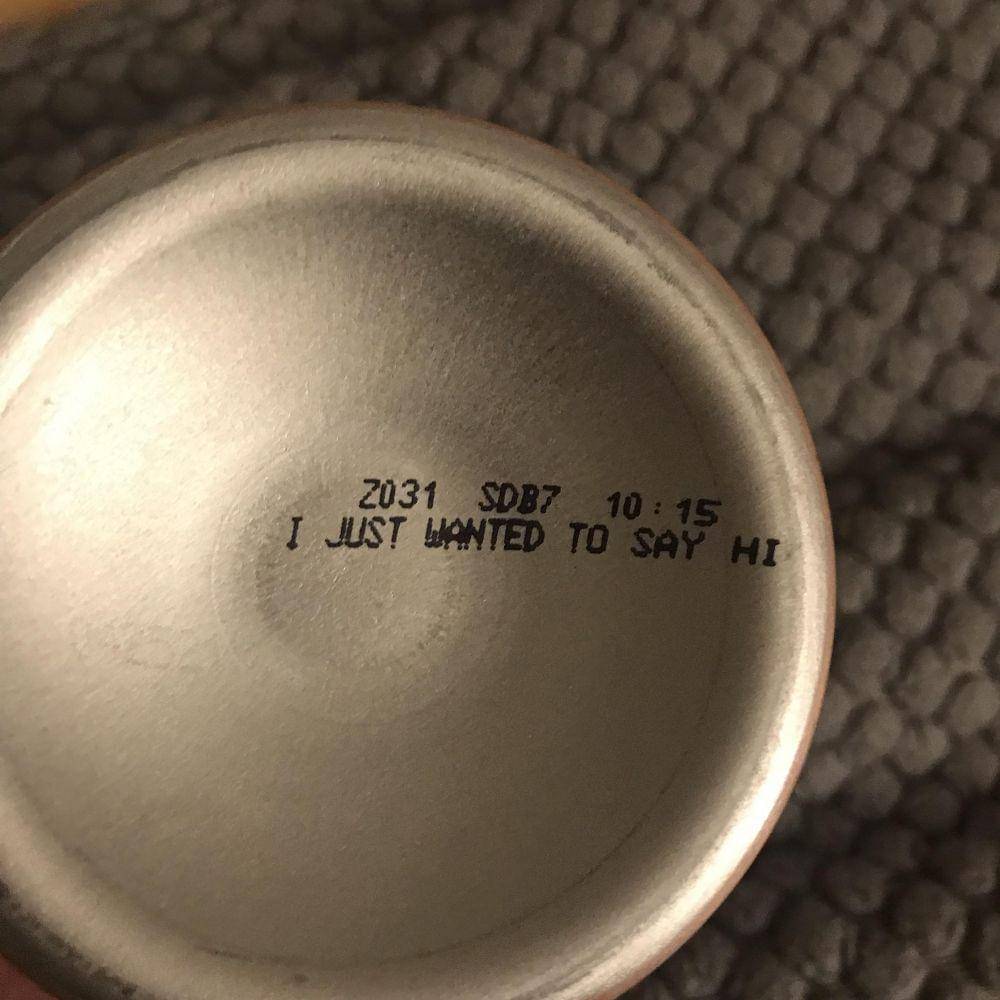 Z031 SDB7 10:15
I JUST WANTED TO SAY HI